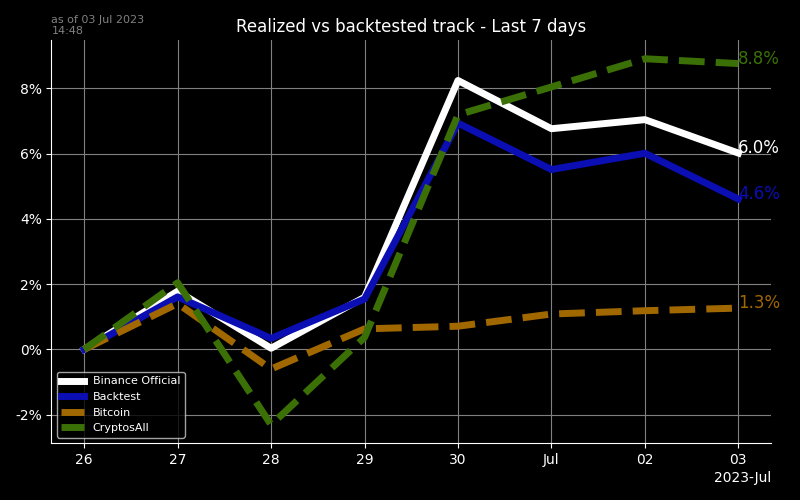 as of 03 Jul 2023
14:48
Realized vs backtested track - Last 7 days
8%
6%
4%
2%
0%
-2%
8.8%
6.0%
4.6%
1.3%
Binance Official
Backtest
Bitcoin
CryptosAll
26 27 28 29 30 Jul 02 03
2023-Jul